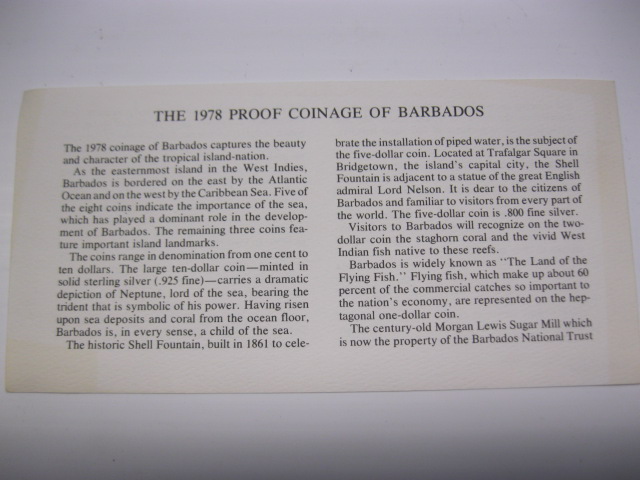 THE 1978 PROOF COINAGE OF BARBADOS
The 1978 coinage of Barbados captures the beauty
and character of the tropical island-nation.
As the easternmost island in the West Indies,
Barbados is bordered on the east by the Atlantic
Ocean and on the west by the Caribbean Sea. Five of
the eight coins indicate the importance of the sea,
which has played a dominant role in the develop-
ment of Barbados. The remaining three coins fea-
ture important island landmarks.
The coins range in denomination from one cent to
ten dollars. The large ten-dollar coin—minted in
solid sterling silver (.925 fine)—carries a dramatic
depiction of Neptune, lord of the sea, bearing the
trident that is symbolic of his power. Having risen
upon sea deposits and coral from the ocean floor,
Barbados is, in every sense, a child of the sea.
The historic Shell Fountain, built in 1861 to cele-
brate the installation of piped water, is the subject of
the five-dollar coin. Located at Trafalgar Square in
Bridgetown, the island's capital city, the Shell
Fountain is adjacent to a statue of the great English
admiral Lord Nelson. It is dear to the citizens of
Barbados and familiar to visitors from every part of
the world. The five-dollar coin is .800 fine silver.
Visitors to Barbados will recognize on the two-
dollar coin the staghorn coral and the vivid West
Indian fish native to these reefs.
Barbados is widely known as "The Land of the
Flying Fish." Flying fish, which make up about 60
percent of the commercial catches so important to
the nation's economy, are represented on the hep-
tagonal one-dollar coin.
The century-old Morgan Lewis Sugar Mill which
is now the property of the Barbados National Trust